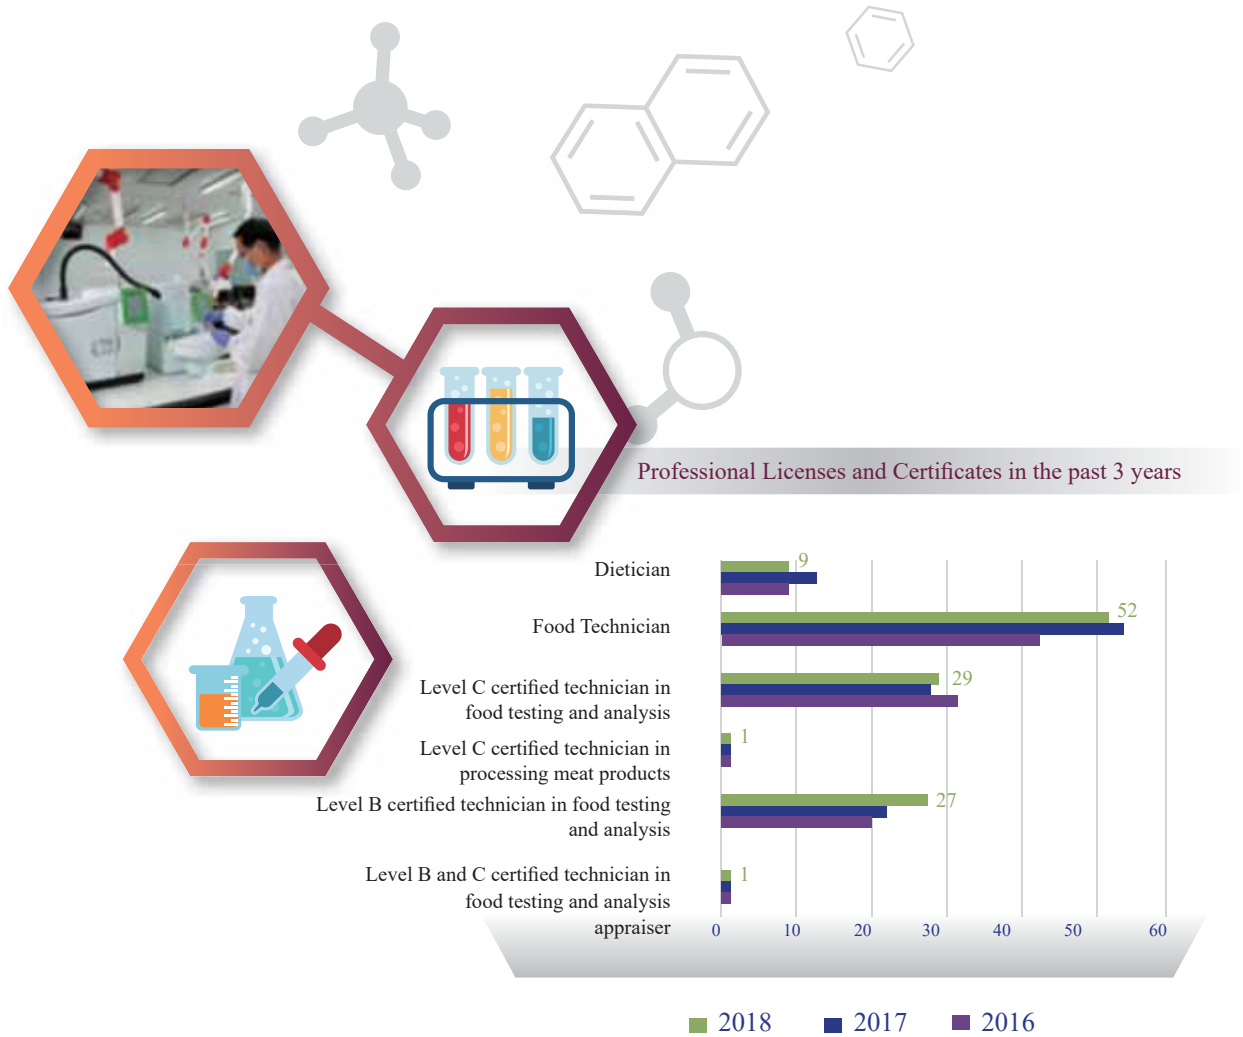 Professional Licenses and Certificates in the past 3 years
Dietician
9
Food Technician
52
Level C certified technician in
food testing and analysis
29
Level C certified technician in
processing meat products
1
Level B certified technician in food testing
and analysis
27
Level B and C certified technician in
food testing and analysis
appraiser
1
0 10 20 30 40 50 60
2018 2017 2016